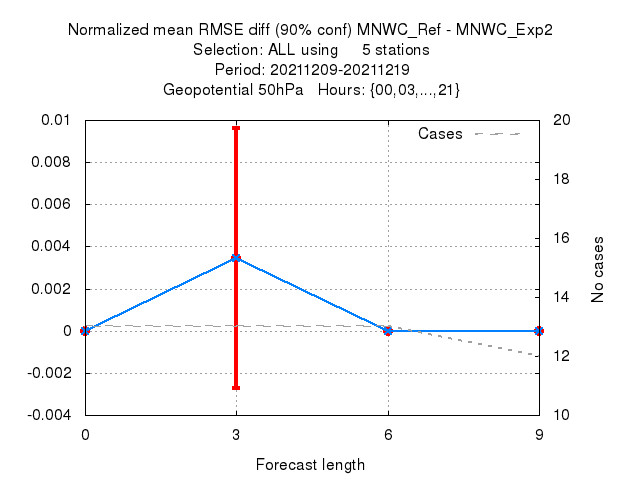 Normalized mean RMSE diff (90% conf) MNWC_Ref - MNWC_Exp2
Selection: ALL using 5 stations
Period: 20211209-20211219
Geopotential 50hPa Hours: {00,03,...,21}
Cases
0.01
0.008
0.006
0.004
0.002
0
-0.002
-0.004
20
18
16
14
12
10
No cases
0 3 6 9
Forecast length